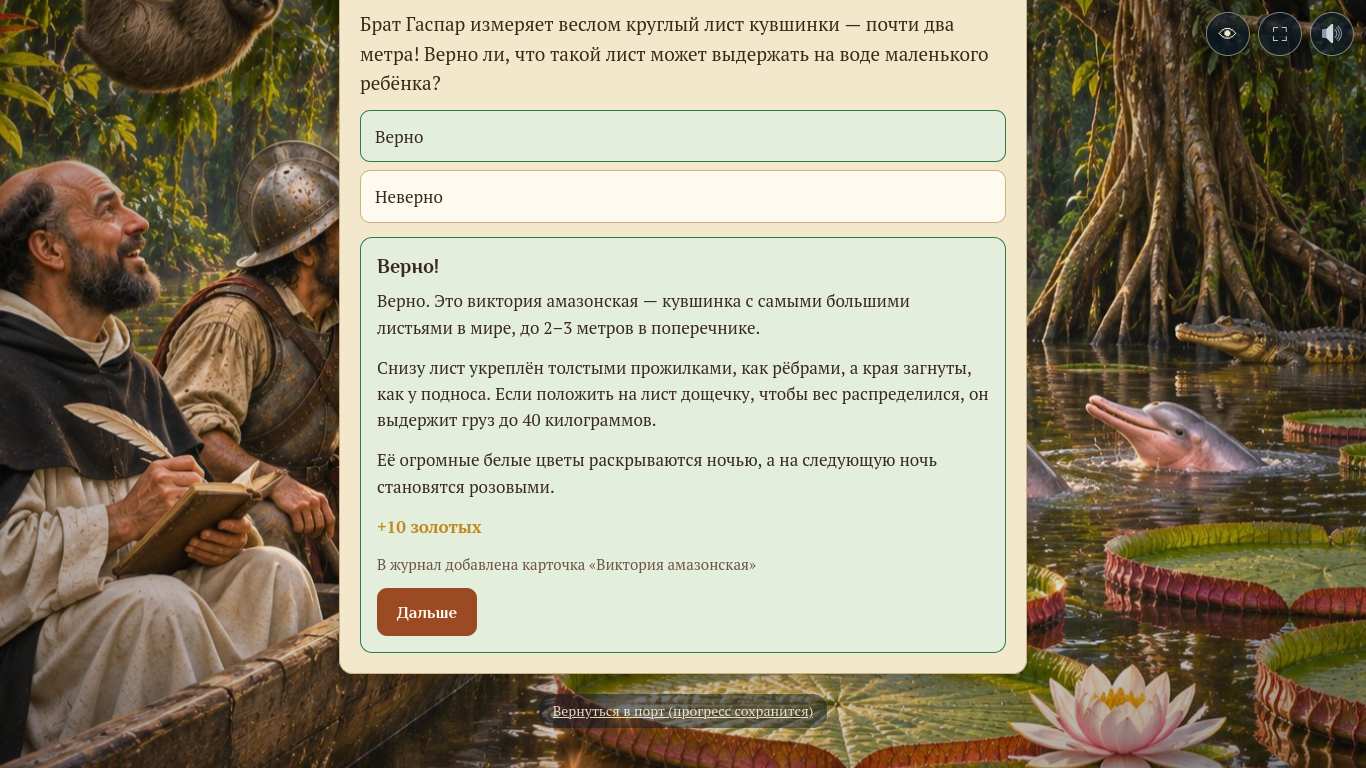 Брат Гаспар измеряет веслом круглый лист кувшинки — почти два
метра! Верно ли, что такой лист может выдержать на воде маленького
ребёнка?
Верно
Неверно
Верно!
Верно. Это виктория амазонская — кувшинка с самыми большими
листьями в мире, до 2–3 метров в поперечнике.
Снизу лист укреплён толстыми прожилками, как рёбрами, а края загнуты,
как у подноса. Если положить на лист дощечку, чтобы вес распределился, он
выдержит груз до 40 килограммов.
Её огромные белые цветы раскрываются ночью, а на следующую ночь
становятся розовыми.
+10 золотых
В журнал добавлена карточка «Виктория амазонская»
Дальше
Вернуться в порт (прогресс сохранится)